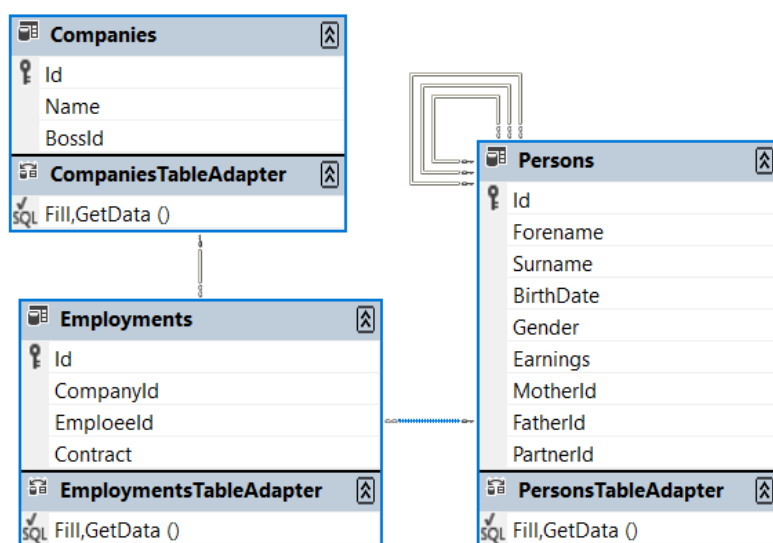 Companies
Id
Name
BossId
CompaniesTableAdapter
SQL Fill,GetData ()
Employments
Id
CompanyId
EmploeeId
Contract
EmploymentsTableAdapter
SQL Fill,GetData ()
Persons
Id
Forename
Surname
BirthDate
Gender
Earnings
MotherId
FatherId
PartnerId
PersonsTableAdapter
SQL Fill,GetData ()